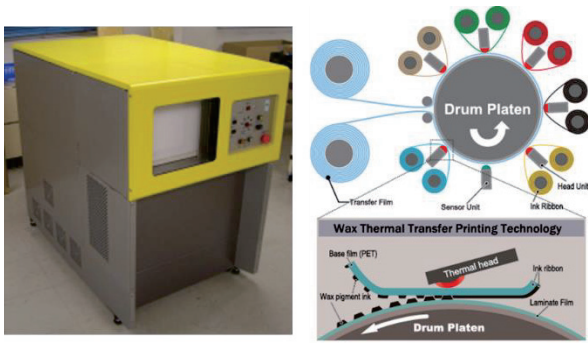 Drum Platen
Head Unit
Transfer Film
Sensor Unit
Ink Ribbon
Wax Thermal Transfer Printing Technology
Base film (PET)
Thermal head
Ink ribbon
Wax pigment ink
Laminate Film
Drum Platen